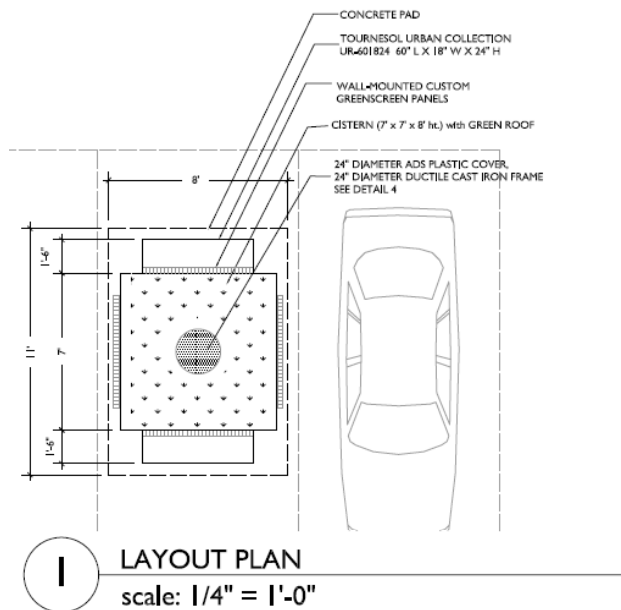 CONCRETE PAD
TOURNESOL URBAN COLLECTION
UR-601824 60" L X 18" W X 24" H
WALL-MOUNTED CUSTOM
GREENSCREEN PANELS
CISTERN (7' x 7' x 8' ht.) with GREEN ROOF
24" DIAMETER ADS PLASTIC COVER,
24" DIAMETER DUCTILE CAST IRON FRAME
SEE DETAIL 4
8'
1'-6"
11'
7'
1'-6"
1
LAYOUT PLAN
scale: 1/4" = 1'-0"